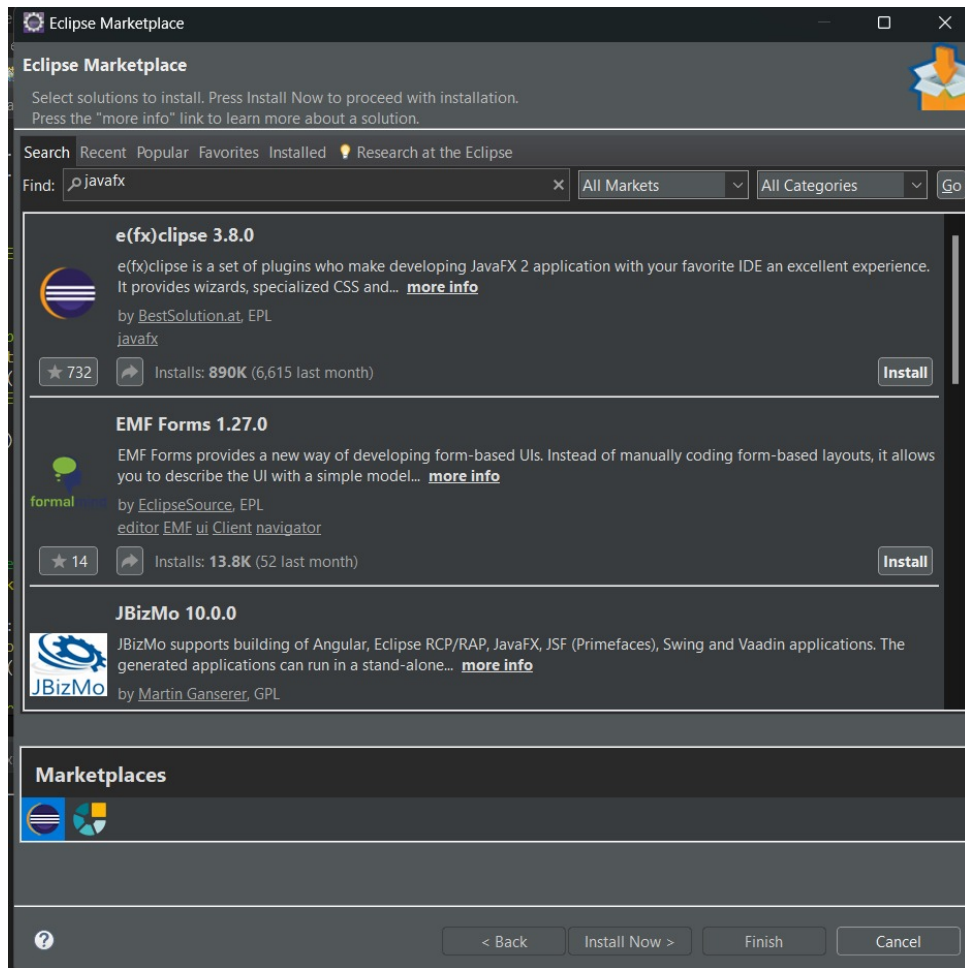 Eclipse Marketplace
Eclipse Marketplace
Select solutions to install. Press Install Now to proceed with installation.
Press the "more info" link to learn more about a solution.
Search Recent Popular Favorites Installed Research at the Eclipse
Find: javafx All Markets All Categories Go
e(fx)clipse 3.8.0
e(fx)clipse is a set of plugins who make developing JavaFX 2 application with your favorite IDE an excellent experience.
It provides wizards, specialized CSS and... more info
by BestSolution.at, EPL
javafx
732 Installs: 890K (6,615 last month) Install
EMF Forms 1.27.0
EMF Forms provides a new way of developing form-based UIs. Instead of manually coding form-based layouts, it allows
you to describe the UI with a simple model... more info
formal
by EclipseSource, EPL
editor EMF ui Client navigator
14 Installs: 13.8K (52 last month) Install
JBizMo 10.0.0
JBizMo supports building of Angular, Eclipse RCP/RAP, JavaFX, JSF (Primefaces), Swing and Vaadin applications. The
generated applications can run in a stand-alone... more info
JBizMo
by Martin Ganserer, GPL
Marketplaces
? < Back Install Now > Finish Cancel